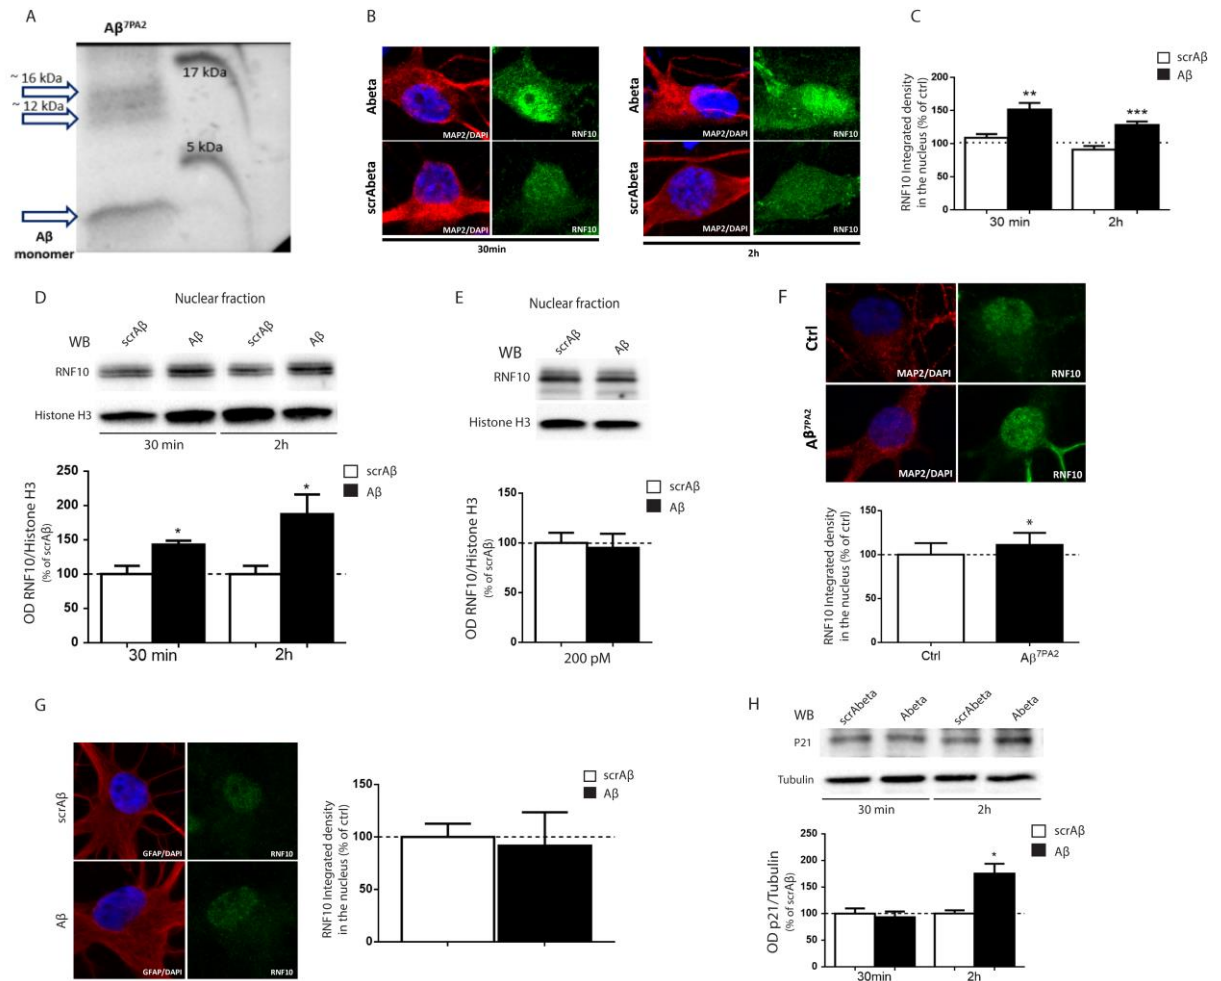 A
Aβ7PA2
~ 16 kDa
~ 12 kDa
17 kDa
5 kDa
Aβ
monomer
B
Abeta
scrAbeta
MAP2/DAPI
RNF10
MAP2/DAPI
RNF10
30min
Abeta
scrAbeta
MAP2/DAPI
RNF10
MAP2/DAPI
RNF10
2h
C
scrAβ
Aβ
RNF10 Integrated density
in the nucleus (% of ctrl)
200
150
100
50
0
**
***
30 min
2h
D
Nuclear fraction
WB
scrAβ
Aβ
scrAβ
Aβ
RNF10
Histone H3
30 min
2h
scrAβ
Aβ
OD RNF10/Histone H3
(% of scrAβ)
250
200
150
100
50
0
*
*
30 min
2h
E
Nuclear fraction
WB
scrAβ
Aβ
RNF10
Histone H3
scrAβ
Aβ
OD RNF10/Histone H3
(% of scrAβ)
150
100
50
0
200 pM
F
Ctrl
Aβ7PA2
MAP2/DAPI
RNF10
MAP2/DAPI
RNF10
RNF10 Integrated density
in the nucleus (% of ctrl)
150
100
50
0
*
Ctrl
Aβ7PA2
G
scrAβ
Aβ
GFAP/DAPI
RNF10
GFAP/DAPI
RNF10
scrAβ
Aβ
RNF10 Integrated density
in the nucleus (% of ctrl)
150
100
50
0
H
WB
scrAbeta
Abeta
scrAbeta
Abeta
P21
Tubulin
30 min
2h
scrAβ
Aβ
OD p21/Tubulin
(% of scrAβ)
250
200
150
100
50
0
*
30min
2h